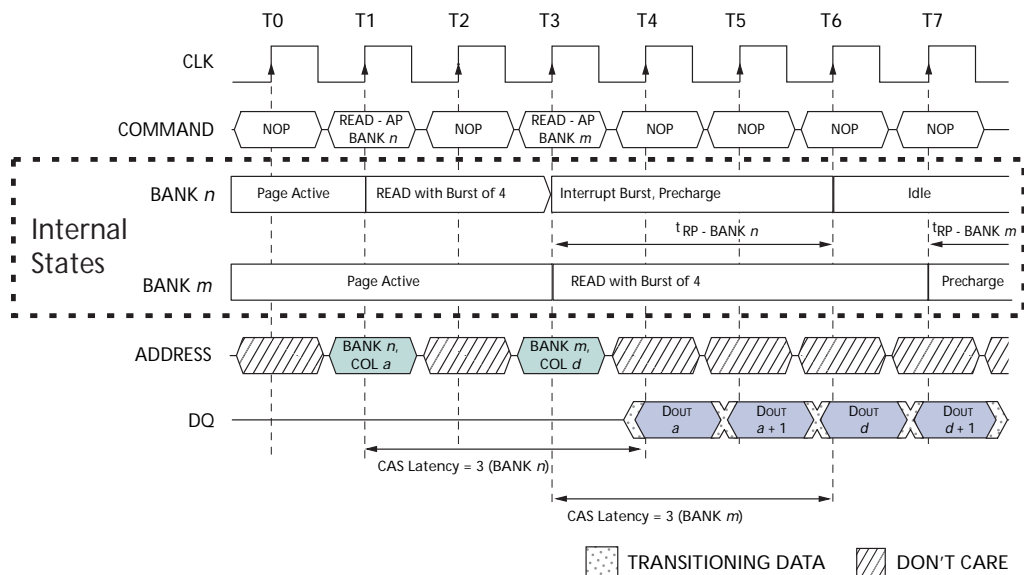 T0 T1 T2 T3 T4 T5 T6 T7
CLK
COMMAND NOP READ - AP NOP READ - AP NOP NOP NOP NOP
BANK n BANK m
BANK n Page Active READ with Burst of 4 Interrupt Burst, Precharge Idle
Internal
States
tRP - BANK n tRP - BANK m
BANK m Page Active READ with Burst of 4 Precharge
ADDRESS BANK n, BANK m,
COL a COL d
DQ DOUT DOUT DOUT DOUT
a a + 1 d d + 1
CAS Latency = 3 (BANK n)
CAS Latency = 3 (BANK m)
TRANSITIONING DATA DON'T CARE